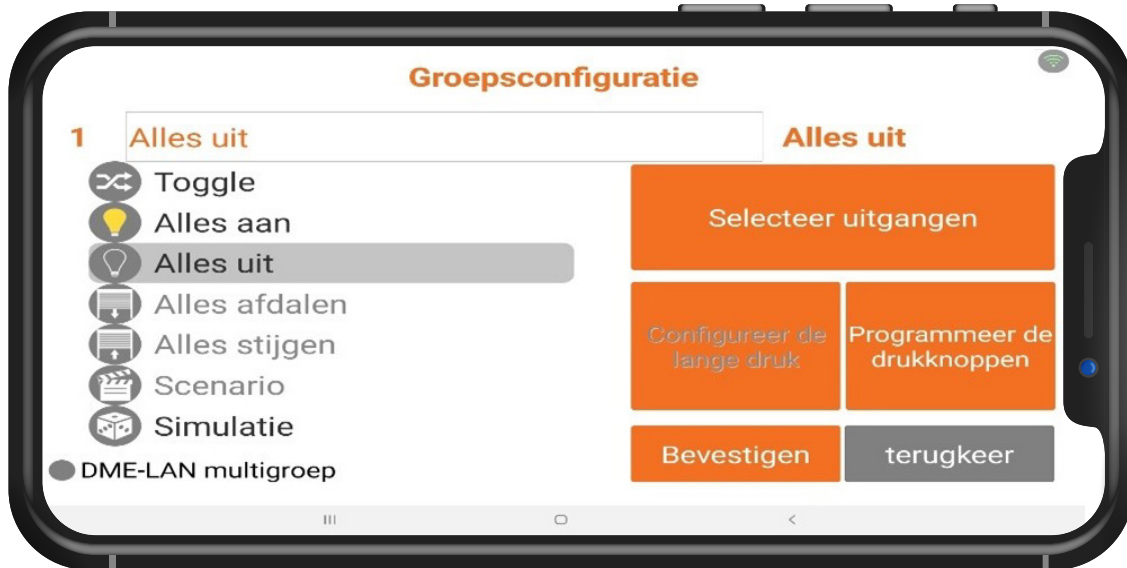 Groepsconfiguratie
1 Alles uit Alles uit
Toggle
Alles aan
Alles uit
Alles afdalen
Alles stijgen
Scenario
Simulatie
DME-LAN multigroep
Selecteer uitgangen
Configureer de
lange druk
Programmeer de
drukknoppen
Bevestigen
terugkeer